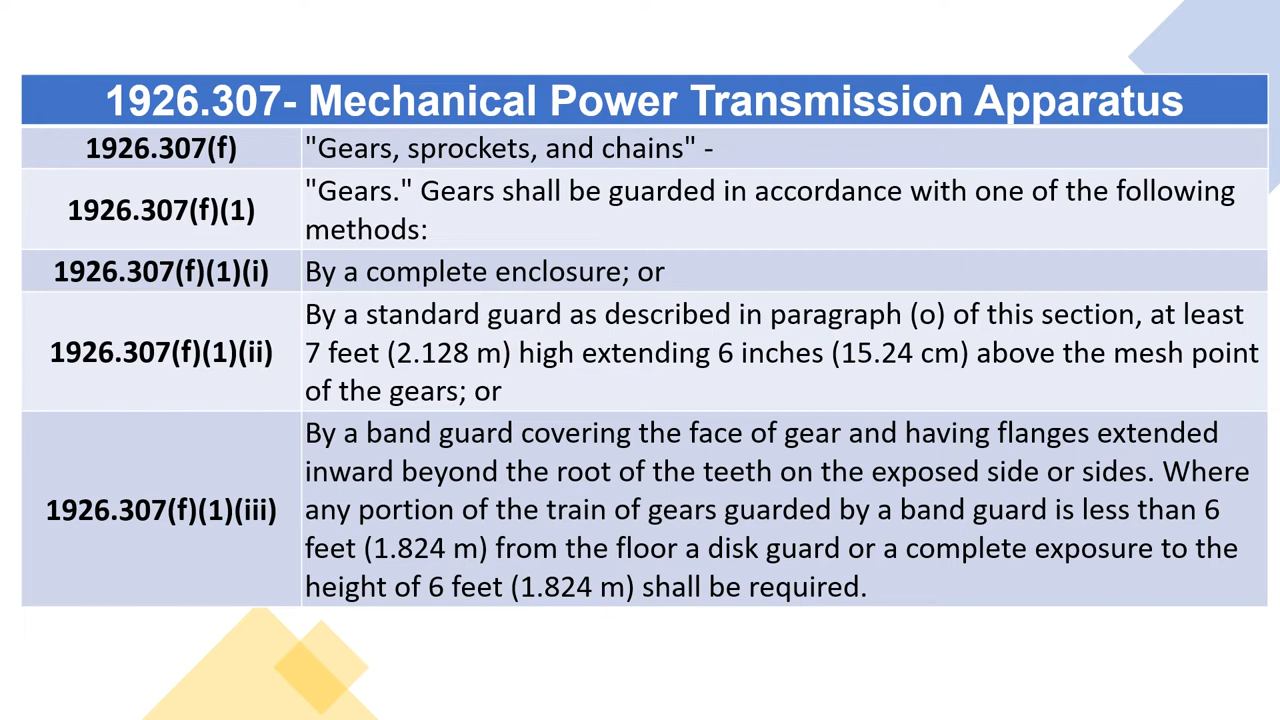 1926.307- Mechanical Power Transmission Apparatus
1926.307(f)
"Gears, sprockets, and chains" -
1926.307(f)(1)
"Gears." Gears shall be guarded in accordance with one of the following
methods:
1926.307(f)(1)(i)
By a complete enclosure; or
1926.307(f)(1)(ii)
By a standard guard as described in paragraph (o) of this section, at least
7 feet (2.128 m) high extending 6 inches (15.24 cm) above the mesh point
of the gears; or
1926.307(f)(1)(iii)
By a band guard covering the face of gear and having flanges extended
inward beyond the root of the teeth on the exposed side or sides. Where
any portion of the train of gears guarded by a band guard is less than 6
feet (1.824 m) from the floor a disk guard or a complete exposure to the
height of 6 feet (1.824 m) shall be required.